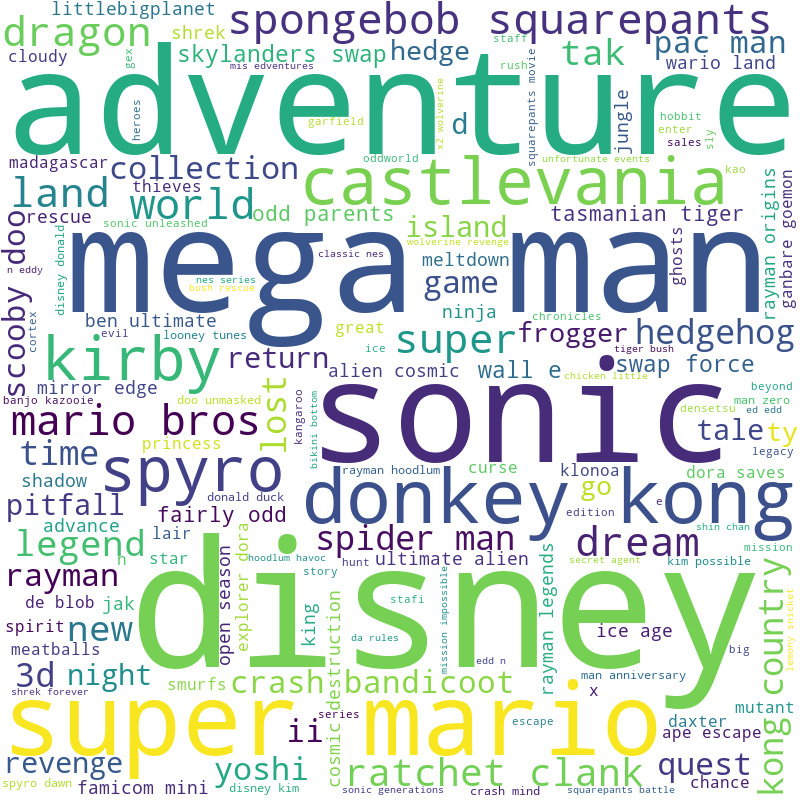 littlebigplanet
dragon
shrek
spongebob squarepants
cloudy
gex
mis edventures
skylanders swap
hedge
staff
rush
tak
pac man
wario land
adventure
heroes
garfield
x2 wolverine
d
squarepants movie
jungle
hobbit
enter
sales
sly
madagascar
collection
thieves
oddworld
castlevania
unfortunate events
kao
land
rescue
world
sonic unleashed
odd parents
island
tasmanian tiger
rayman origins
ganbare goemon
scooby doo
n eddy
disney donald
mega man
wolverine revenge
classic nes
meltdown
ghosts
nes series
bush rescue
game
cortex
ben ultimate
evil
looney tunes
great
ninja
super
chronicles
frogger
hedgehog
kirby
return
ice
alien cosmic
wall e
tiger bush
swap force
chicken little
mirror edge
banjo kazooie
doo unmasked
lost
kangaroo
bikini bottom
sonic
beyond
man zero
ed edd
densetsu
mario bros
princess
tale
ty
legacy
time
spyro
rayman hoodlum
curse
klonoa
dora saves
shadow
pitfall
donald duck
donkey kong
go
edition
e
advance
fairly odd
lair
legend
h
star
explorer dora
hoodlum havoc
spider man
shin chan
mission
dream
story
hunt
ultimate alien
secret agent
kim possible
rayman
open season
disney
stafi
mission impossible
rayman legends
lemony snicket
de blob
jak
spirit
new
king
da rules
ice age
kong country
meatballs
3d
night
edd n
big
shrek forever
smurfs
cosmic destruction
crash bandicoot
man anniversary
x
mutant
super mario
series
ii
escape
daxter
ape escape
revenge
yoshi
ratchet clank
quest
chance
spyro dawn
famicom mini
disney kim
sonic generations
crash mind
squarepants battle